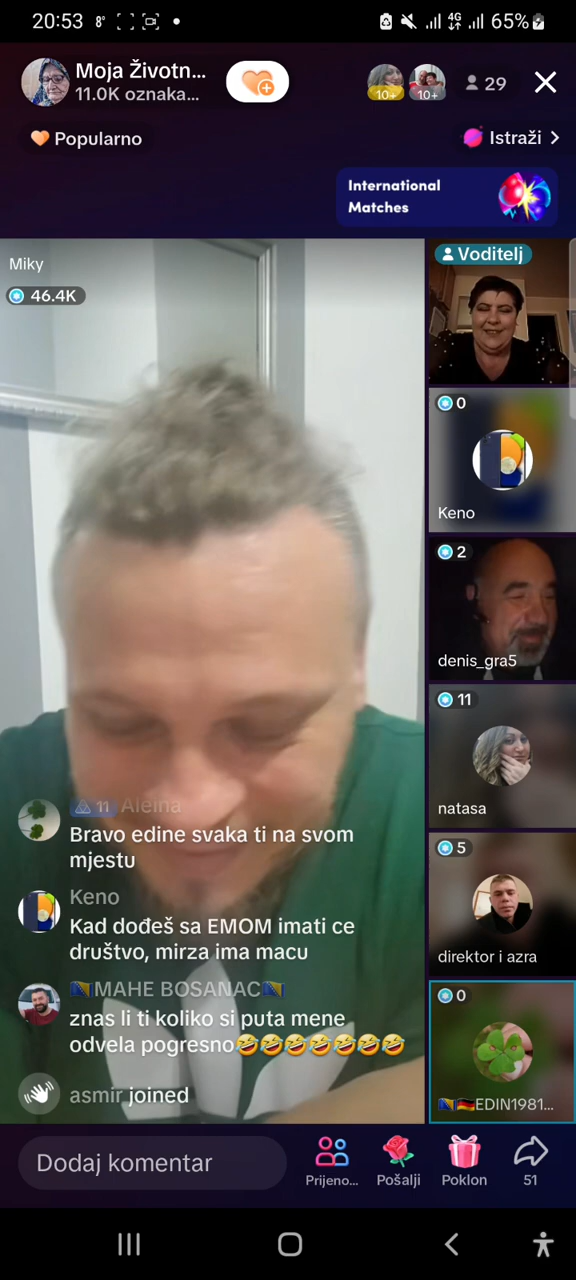 20:53 8° 4G 65%
Moja Životn...
11.0K oznaka...
10+ 10+ 29
Popularno
Istraži
International
Matches
Miky
46.4K
Voditelj
0
Keno
2
denis_gra5
11
natasa
5
direktor i azra
0
EDIN1981...
11 Aleina
Bravo edine svaka ti na svom
mjestu
Keno
Kad dođeš sa EMOM imati ce
društvo, mirza ima macu
MAHE BOSANAC
znas li ti koliko si puta mene
odvela pogresno🤣🤣🤣🤣🤣🤣🤣
asmir joined
Dodaj komentar
Prijeno...
Pošalji
Poklon
51